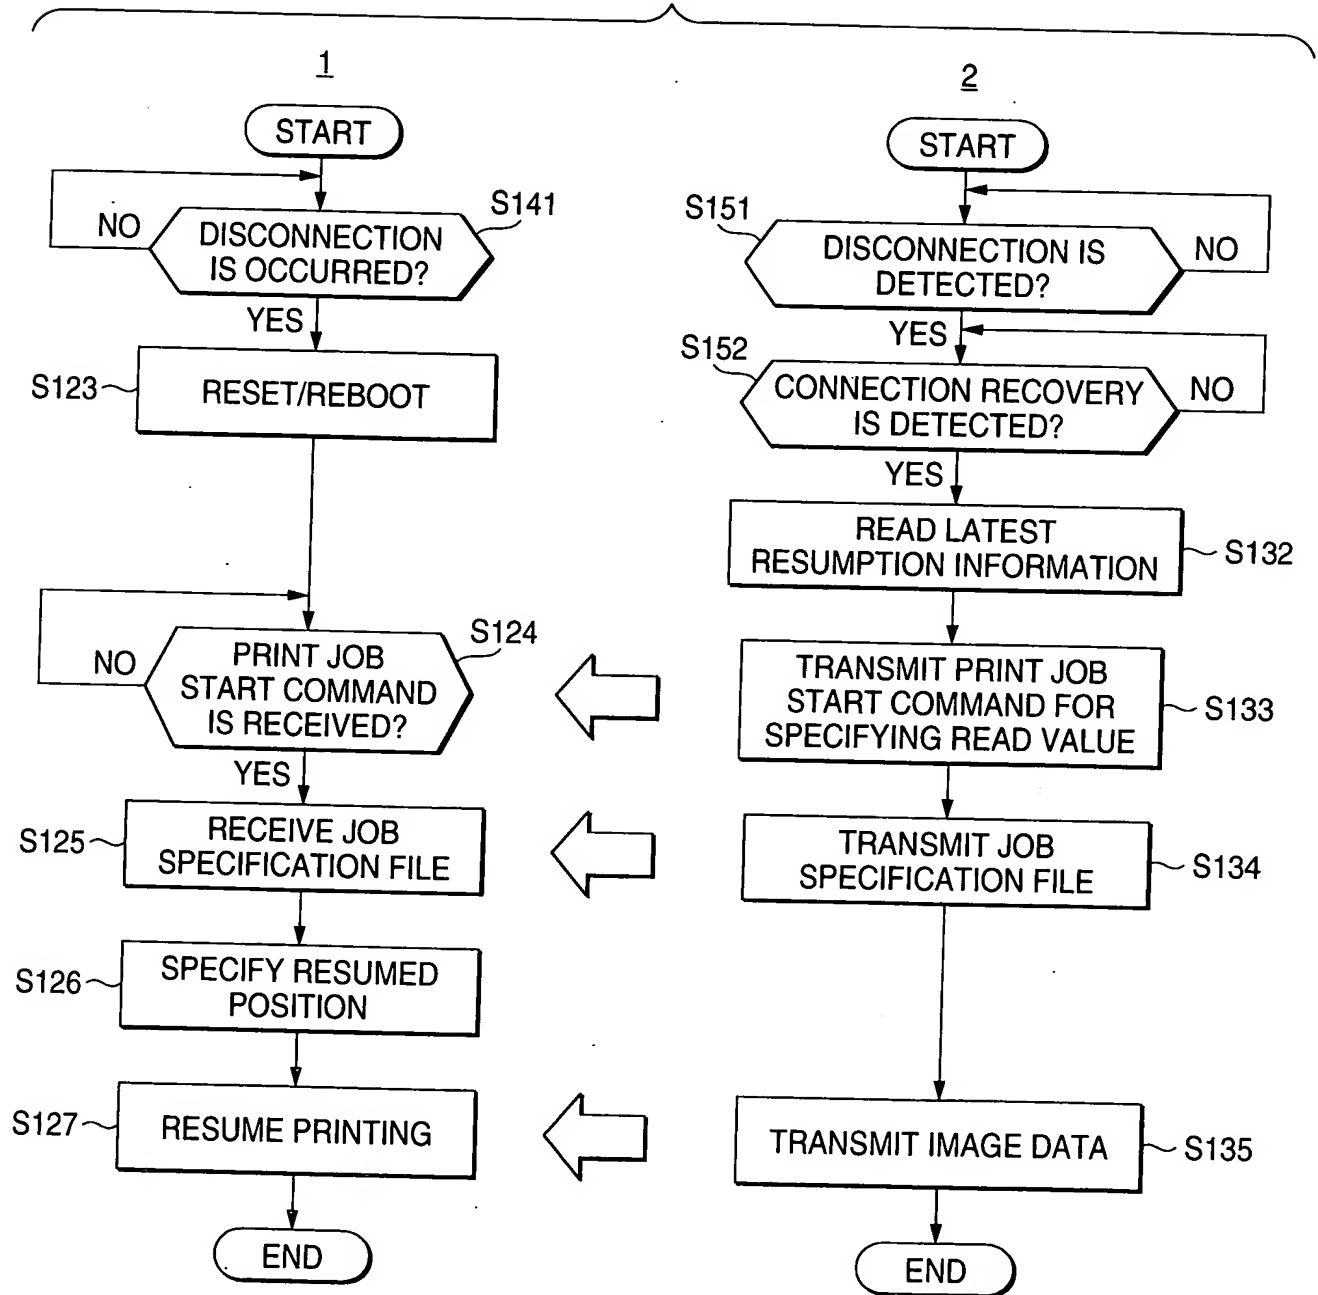 1
START
S141
NO
DISCONNECTION
IS OCCURRED?
YES
S123
RESET/REBOOT
S124
NO
PRINT JOB
START COMMAND
IS RECEIVED?
YES
S125
RECEIVE JOB
SPECIFICATION FILE
S126
SPECIFY RESUMED
POSITION
S127
RESUME PRINTING
END
2
START
S151
DISCONNECTION IS
DETECTED?
NO
YES
S152
CONNECTION RECOVERY
IS DETECTED?
NO
YES
READ LATEST
RESUMPTION INFORMATION
S132
TRANSMIT PRINT JOB
START COMMAND FOR
SPECIFYING READ VALUE
S133
TRANSMIT JOB
SPECIFICATION FILE
S134
TRANSMIT IMAGE DATA
S135
END